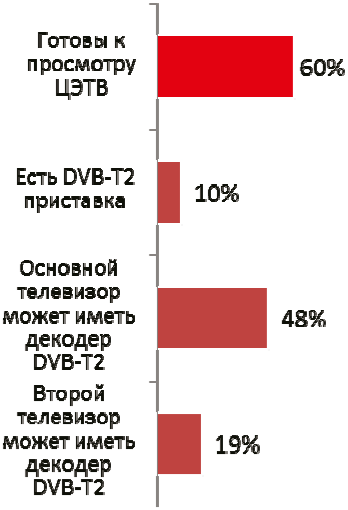 Готовы к
просмотру
ЦЭТВ
60%
Есть DVB-T2
приставка
10%
Основной
телевизор
может иметь
декодер
DVB-T2
48%
Второй
телевизор
может иметь
декодер
DVB-T2
19%